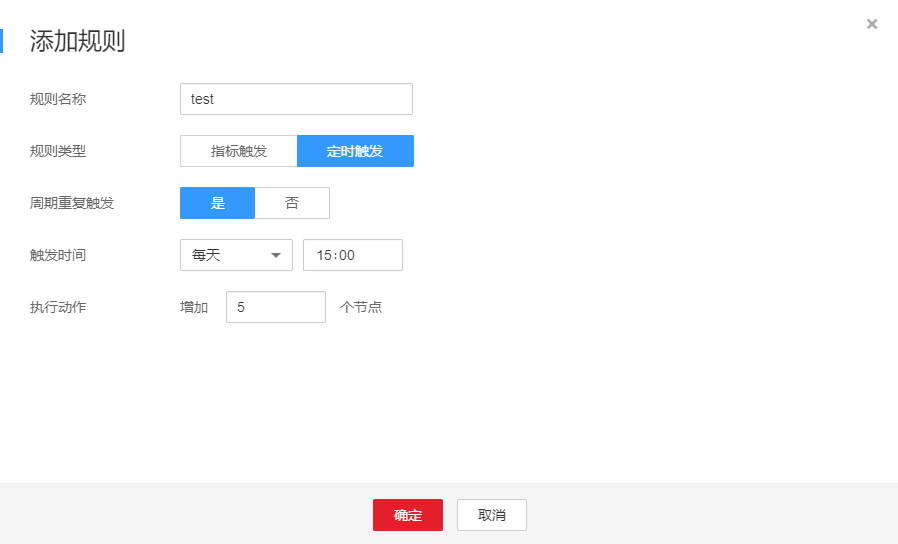 添加规则
规则名称 test
规则类型 指标触发 定时触发
周期重复触发 是 否
触发时间 每天 15:00
执行动作 增加 5 个节点
确定 取消